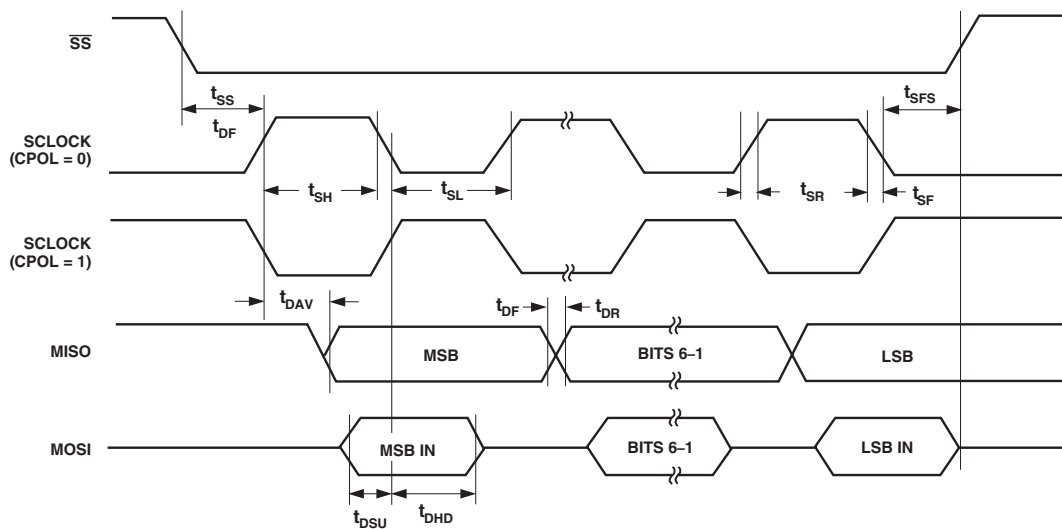 SS
tSS
tDF
tSFS
SCLOCK
(CPOL = 0)
tSH
tSL
tSR
tSF
SCLOCK
(CPOL = 1)
tDAV
tDF
tDR
MISO
MSB
BITS 6–1
LSB
MOSI
MSB IN
BITS 6–1
LSB IN
tDSU
tDHD